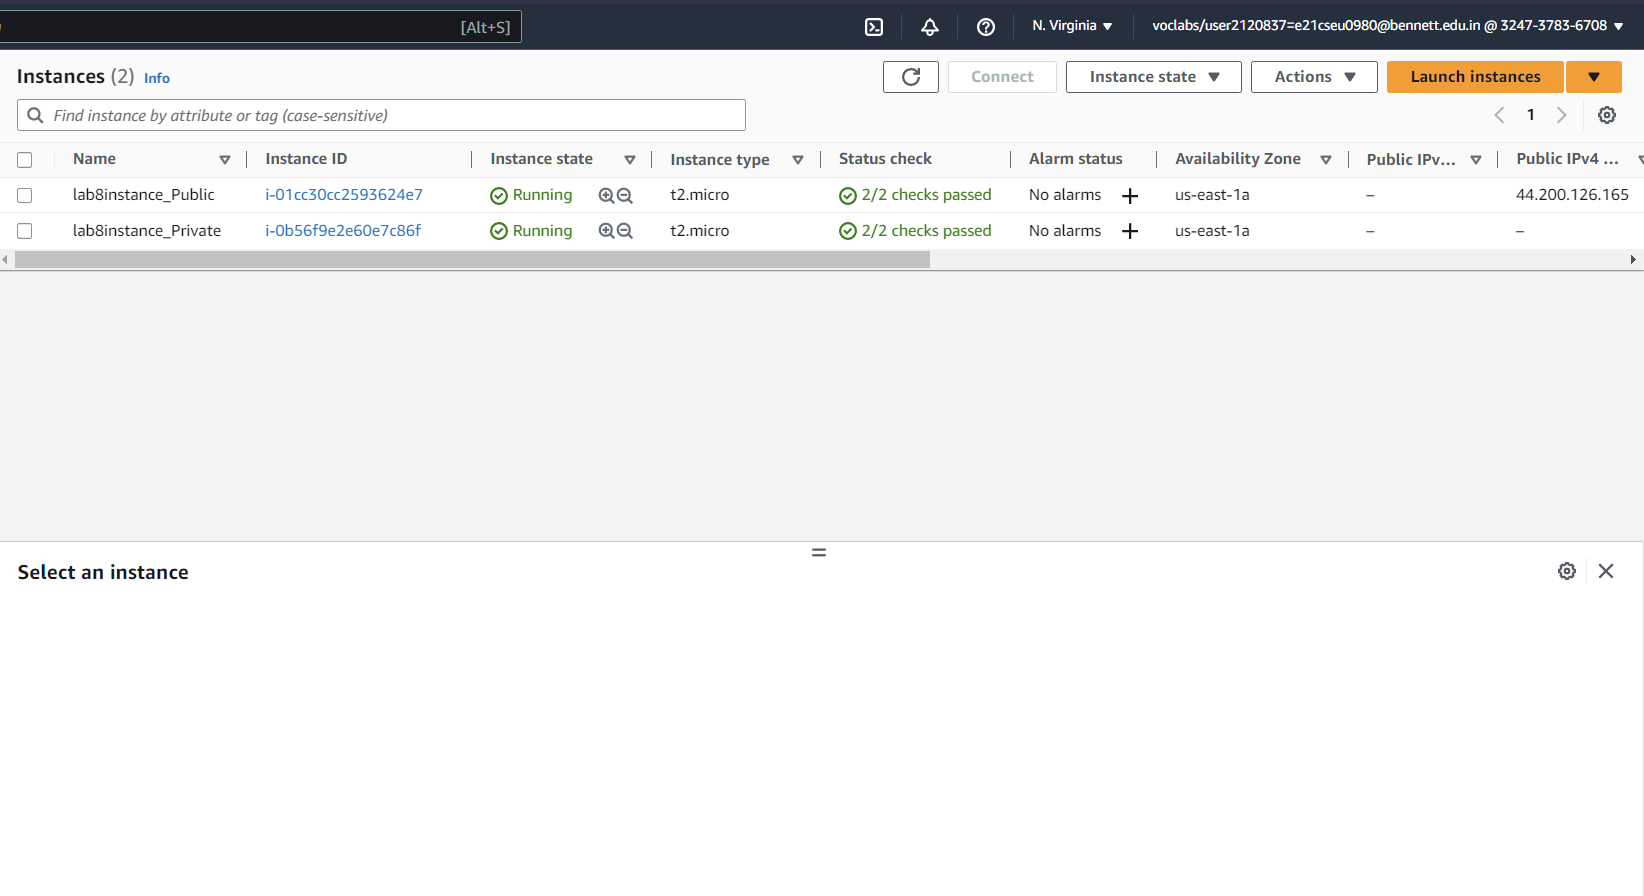 [Alt+S] N. Virginia voclabs/user2120837=e21cseu0980@bennett.edu.in @ 3247-3783-6708
Instances (2) Info Connect Instance state Actions Launch instances
Find instance by attribute or tag (case-sensitive) 1
Name Instance ID Instance state Instance type Status check Alarm status Availability Zone Public IPv... Public IPv4 ...
lab8instance_Public i-01cc30cc2593624e7 Running t2.micro 2/2 checks passed No alarms + us-east-1a – 44.200.126.165
lab8instance_Private i-0b56f9e2e60e7c86f Running t2.micro 2/2 checks passed No alarms + us-east-1a – –
Select an instance